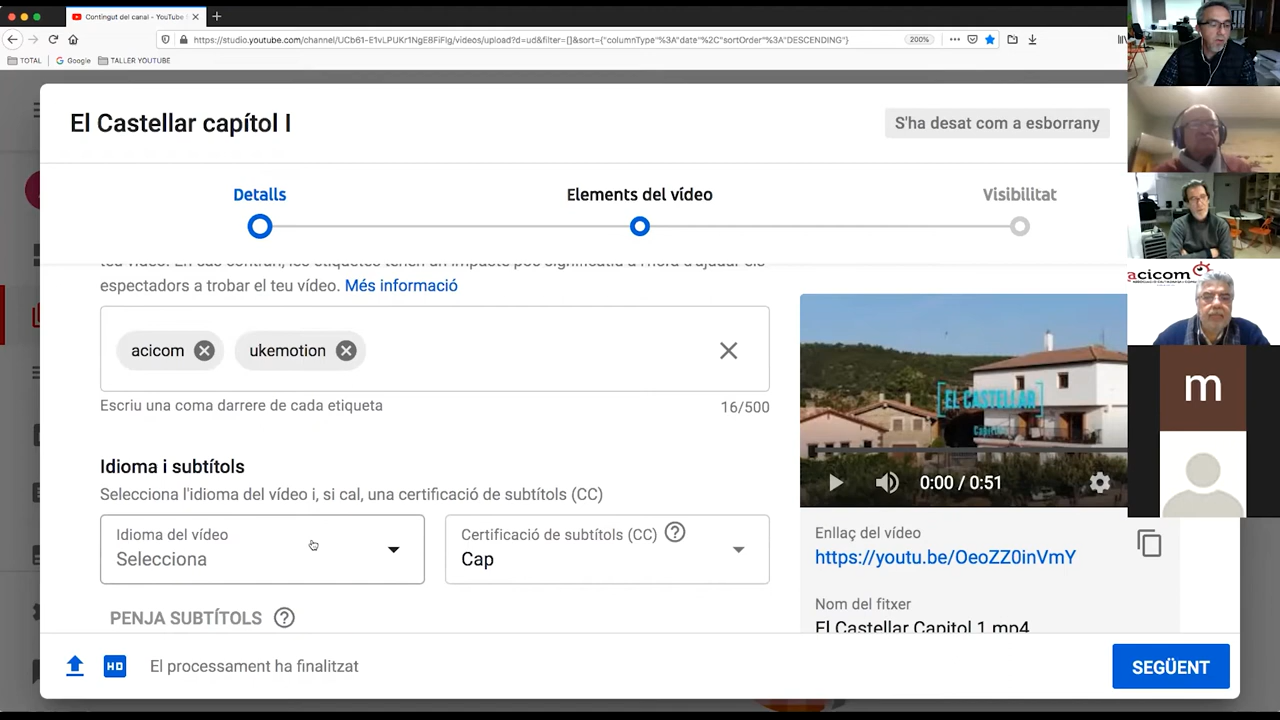 Contingut del canal - YouTube
https://studio.youtube.com/channel/UCb61-E1vLPUKr1NgEBFejig/videos/upload?d=ud&filter=[]&sort={"columnType"%3A"date"%2C"sortOrder"%3A"DESCENDING"}
200%
TOTAL
Google
TALLER YOUTUBE
El Castellar capítol I
S'ha desat com a esborrany
Detalls
Elements del vídeo
Visibilitat
espectadors a trobar el teu vídeo. Més informació
acicom
ukemotion
Escriu una coma darrere de cada etiqueta
16/500
Idioma i subtítols
Selecciona l'idioma del vídeo i, si cal, una certificació de subtítols (CC)
Idioma del vídeo
Selecciona
Certificació de subtítols (CC)
Cap
PENJA SUBTÍTOLS
EL CASTELLAR
0:00 / 0:51
Enllaç del vídeo
https://youtu.be/OeoZZ0inVmY
Nom del fitxer
El Castellar Capitol 1.mp4
HD
El processament ha finalitzat
SEGÜENT
acicom
m